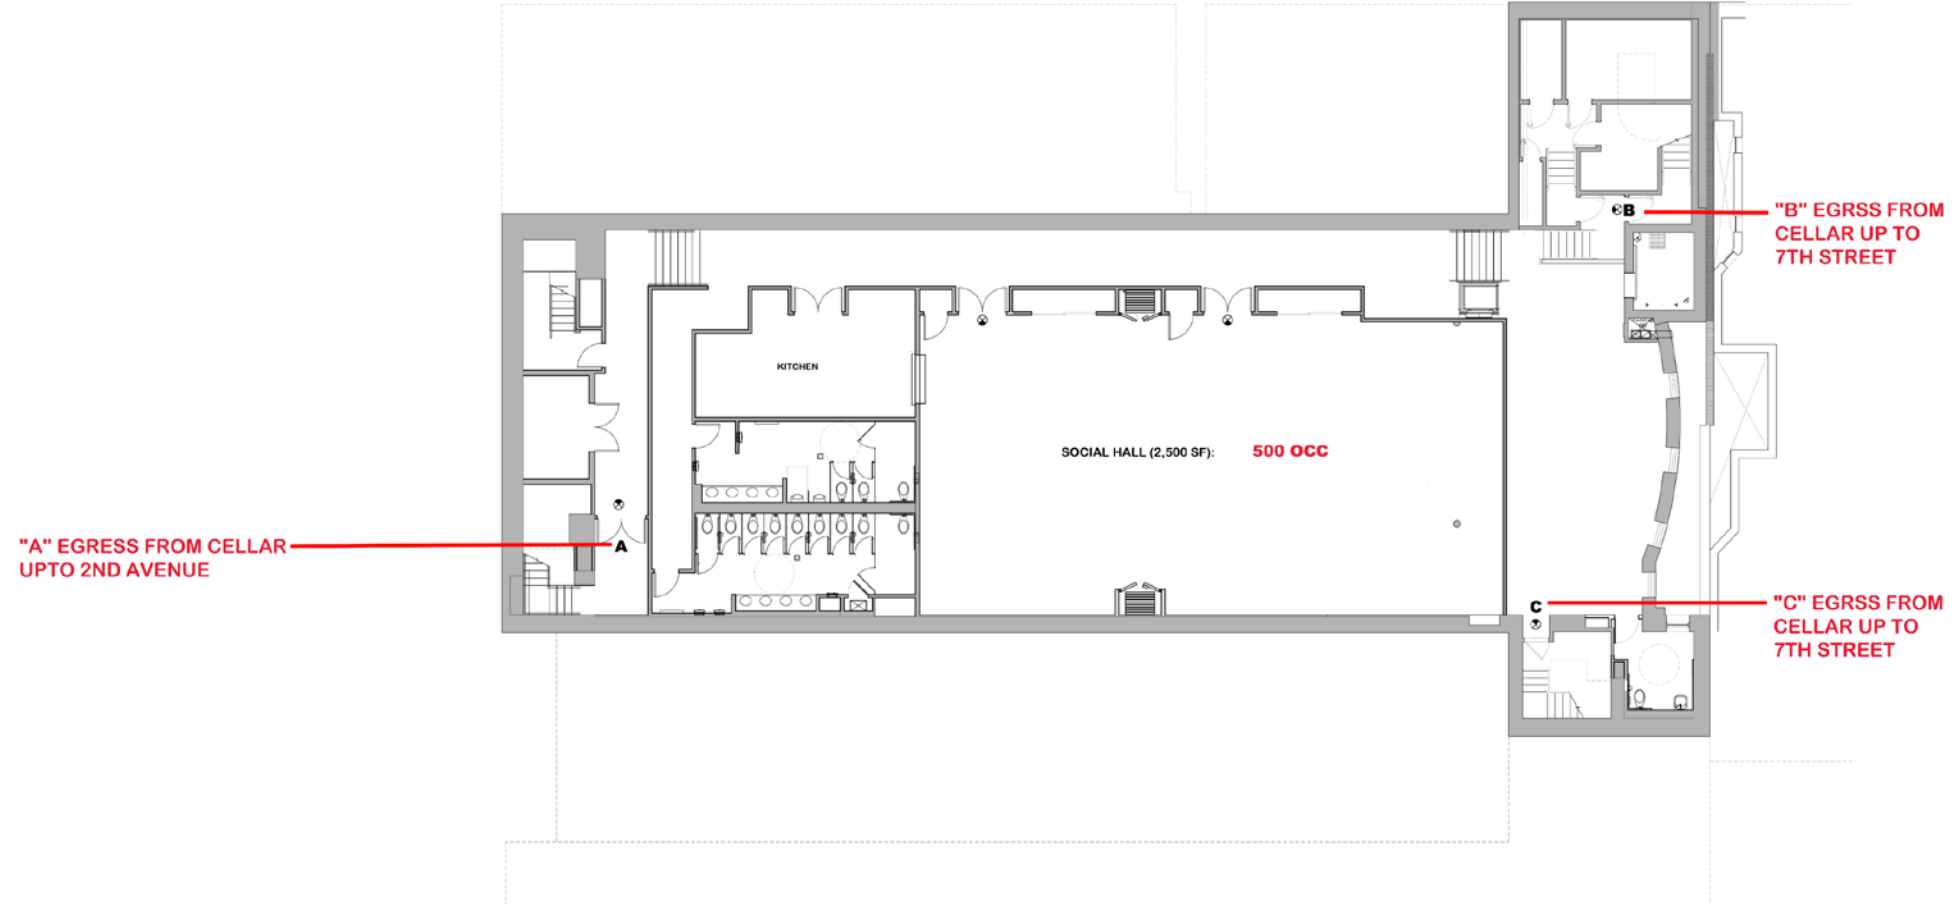 "B" EGRSS FROM
CELLAR UP TO
7TH STREET
B
KITCHEN
SOCIAL HALL (2,500 SF): 500 OCC
"A" EGRESS FROM CELLAR
UPTO 2ND AVENUE
A
C
"C" EGRSS FROM
CELLAR UP TO
7TH STREET